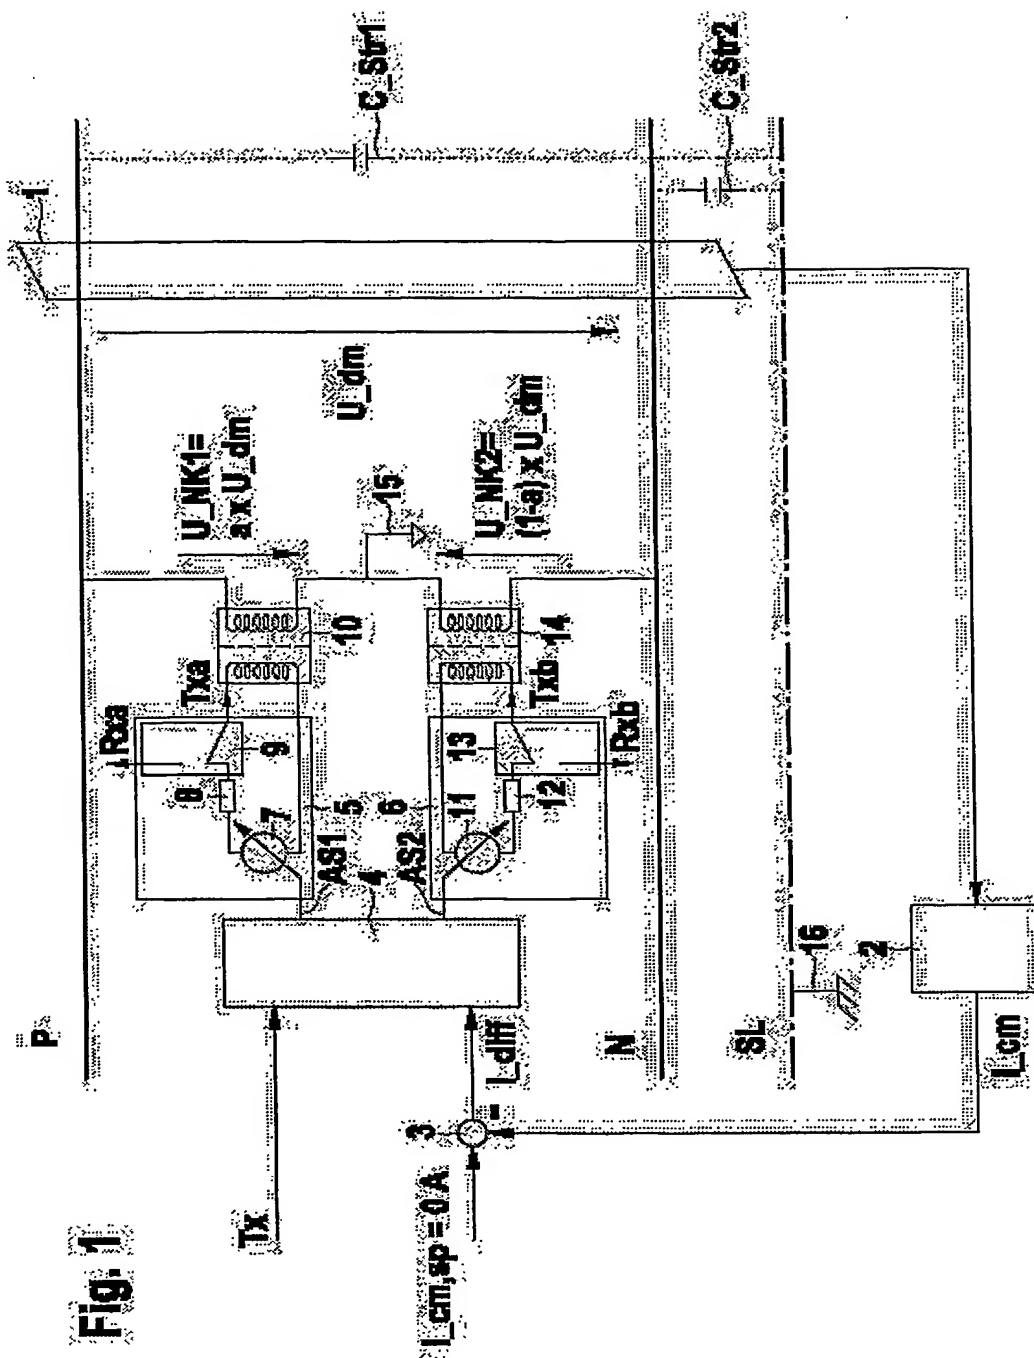 Fig. 1
P
Tx
I_cm,sp = 0 A
3
-
I_diff
N
SL
16
2
I_cm
4
AS1
AS2
5
6
7
8
9
Rxa
Txa
10
11
12
13
Rxb
Txb
14
15
U_NK1=
a x U_dm
U_NK2=
(1-a) x U_dm
U_dm
1
C_Str1
C_Str2